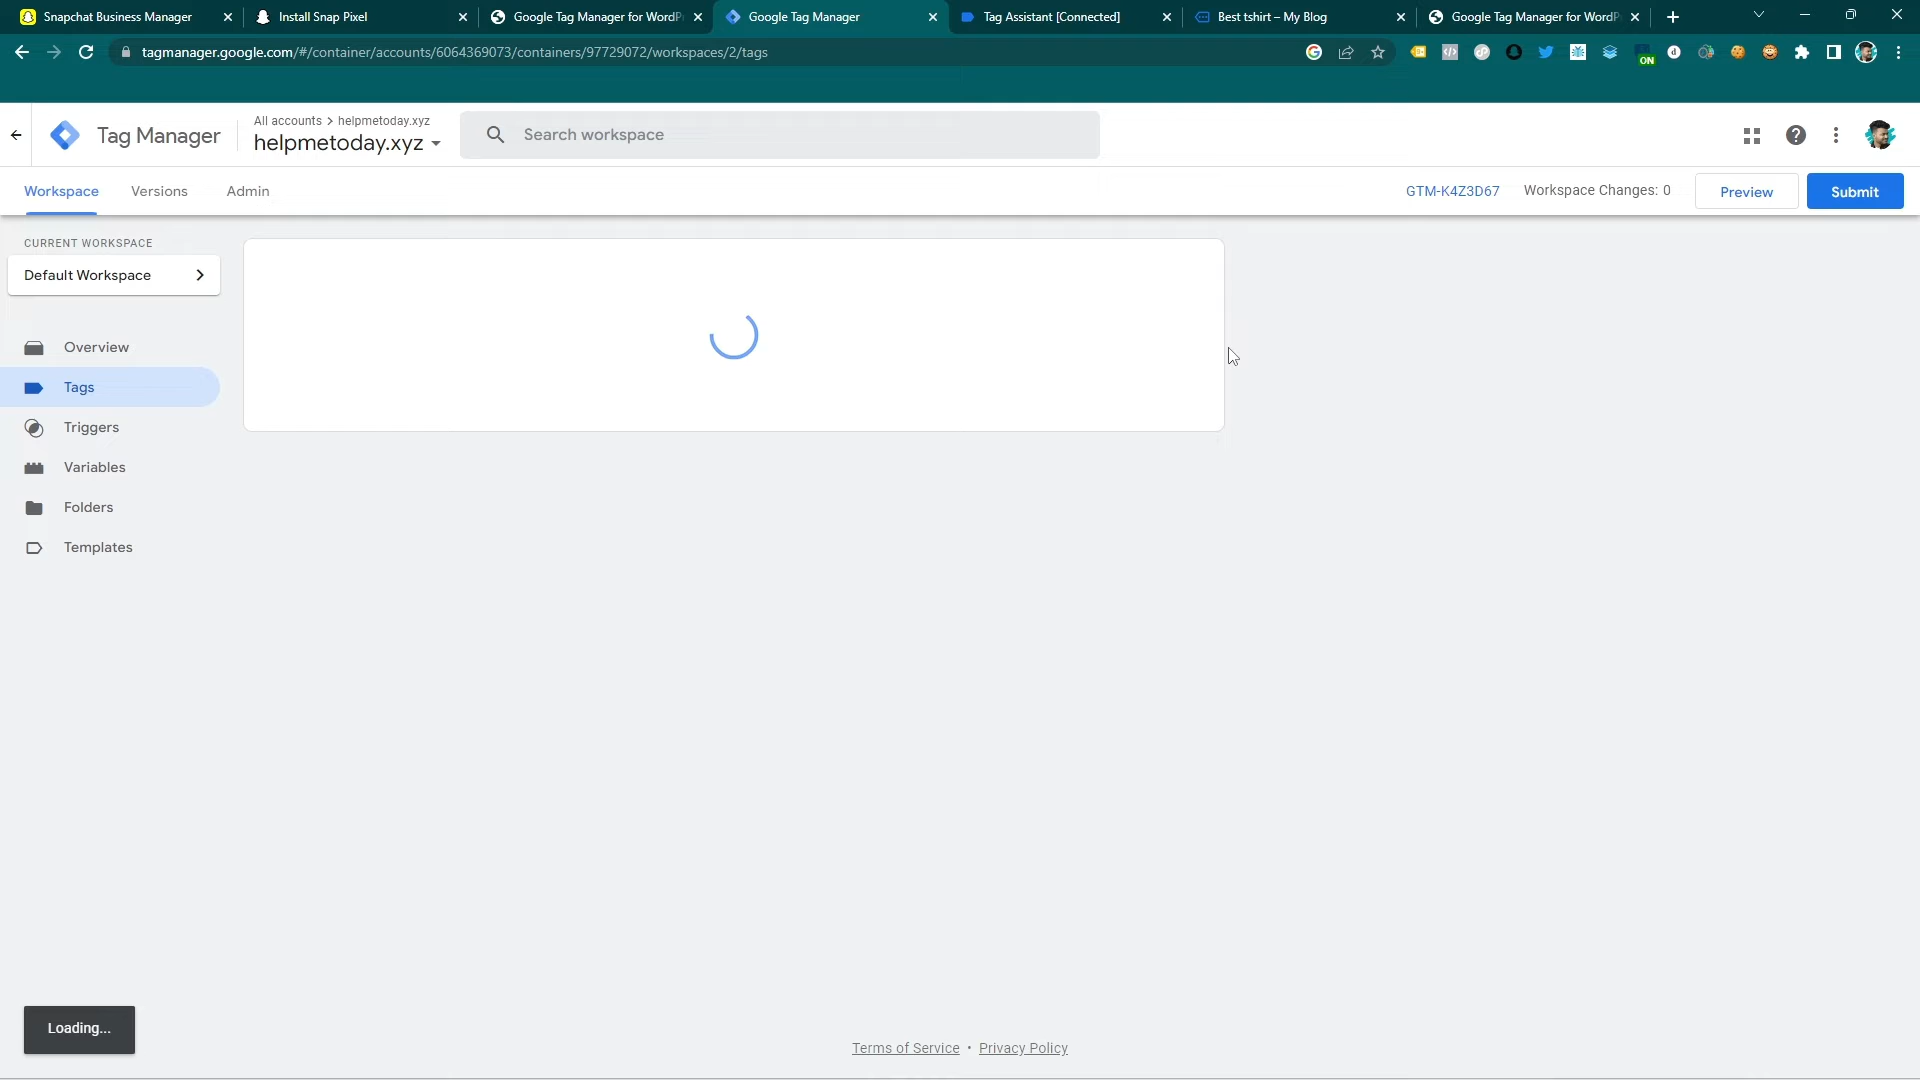 Snapchat Business Manager
Install Snap Pixel
Google Tag Manager for WordP
Google Tag Manager
Tag Assistant [Connected]
Best tshirt – My Blog
Google Tag Manager for WordP
tagmanager.google.com/#/container/accounts/6064369073/containers/97729072/workspaces/2/tags
ON
Tag Manager
All accounts > helpmetoday.xyz
helpmetoday.xyz
Search workspace
Workspace
Versions
Admin
GTM-K4Z3D67
Workspace Changes: 0
Preview
Submit
CURRENT WORKSPACE
Default Workspace
Overview
Tags
Triggers
Variables
Folders
Templates
Loading...
Terms of Service • Privacy Policy